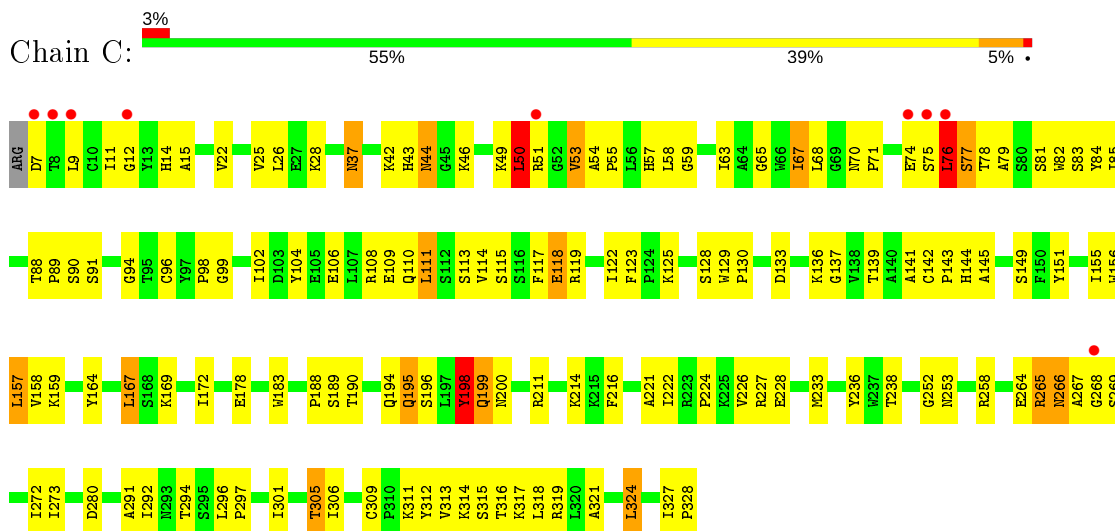 3%
Chain C:
55% 39% 5% •
ARG D7 T8 L9 C10 I11 G12 Y13 H14 A15 V22 V25 L26 E27 K28 N37 K42 H43 N44 G45 K46 K49 L50 R51 G52 V53 A54 P55 L56 H57 L58 G59 I63 A64 G65 W66 I67 L68 G69 N70 P71 E74 S75 L76 S77 T78 A79 S80 S81 W82 S83 Y84
T88 P89 S90 S91 G94 T95 C96 Y97 P98 G99 I102 D103 Y104 E105 E106 L107 R108 E109 Q110 L111 S112 S113 V114 S115 S116 F117 E118 R119 I122 F123 P124 K125 S128 W129 P130 D133 K136 G137 V138 T139 A140 A141 C142 P143 H144 A145 S149 F150 Y151 I155 W156
L157 V158 K159 Y164 L167 S168 K169 I172 E178 W183 P188 S189 T190 Q194 Q195 S196 L197 Y198 Q199 N200 R211 K214 K215 F216 A221 I222 R223 P224 K225 V226 R227 E228 M233 Y236 W237 T238 G252 N253 R258 E264 R265 N266 A267 G268 S269
I272 I273 D280 A291 I292 N293 T294 S295 L296 P297 I301 T305 I306 C309 P310 K311 Y312 V313 K314 S315 T316 K317 L318 R319 L320 A321 L324 I327 P328